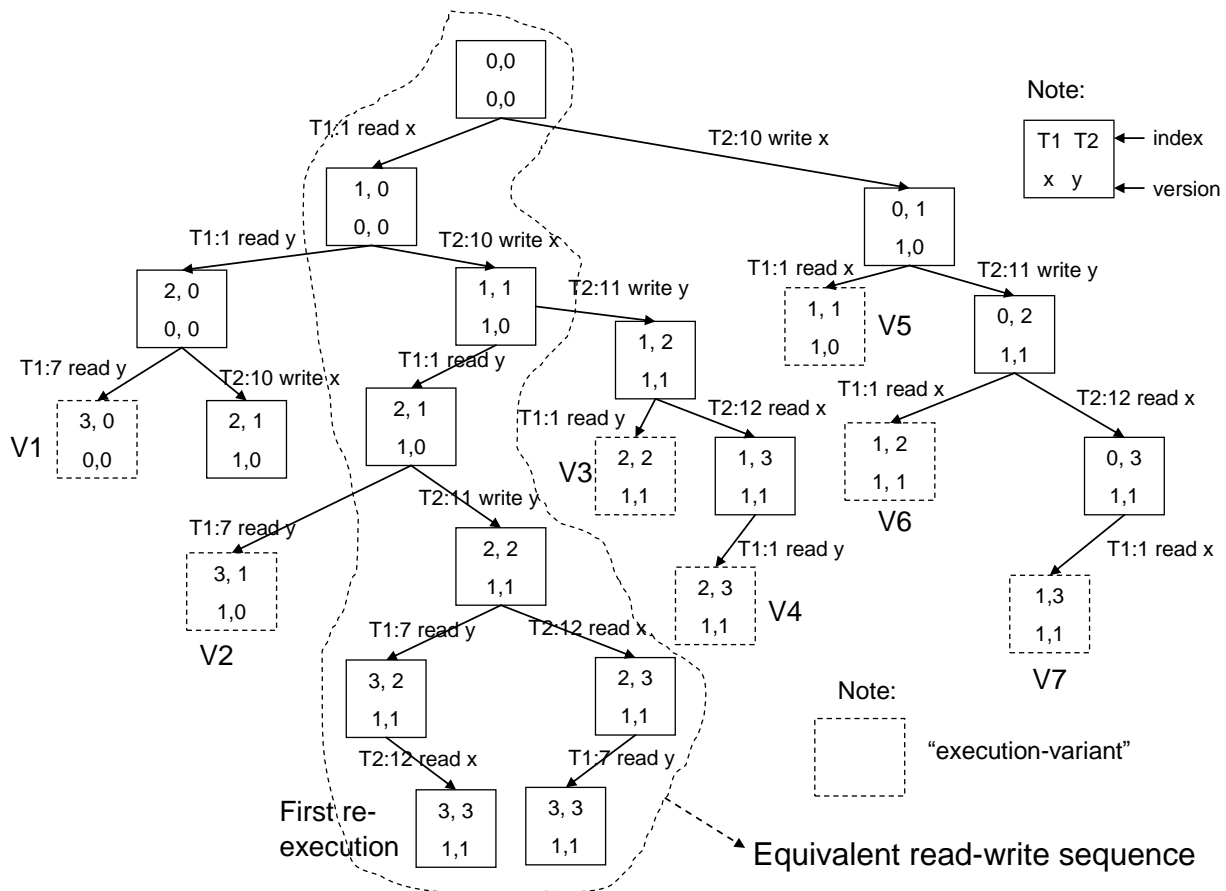 0,0
0,0
Note:
T1 T2
x y
index
version
T1:1 read x
T2:10 write x
1, 0
0, 0
0, 1
1,0
T1:1 read y
T2:10 write x
T1:1 read x
T2:11 write y
2, 0
0, 0
1, 1
1,0
T2:11 write y
1, 1
1,0
V5
0, 2
1,1
1, 2
1,1
T1:7 read y
T2:10 write x
T1:1 read y
T1:1 read x
T2:12 read x
V1
3, 0
0,0
2, 1
1,0
2, 1
1,0
T1:1 read y
T2:12 read x
V3
2, 2
1,1
1, 3
1,1
1, 2
1, 1
V6
0, 3
1,1
T1:7 read y
T2:11 write y
T1:1 read y
T1:1 read x
3, 1
1,0
V2
2, 2
1,1
2, 3
1,1
V4
1,3
1,1
V7
T1:7 read y
T2:12 read x
3, 2
1,1
2, 3
1,1
Note:
“execution-variant”
T2:12 read x
T1:7 read y
First re-
execution
3, 3
1,1
3, 3
1,1
Equivalent read-write sequence